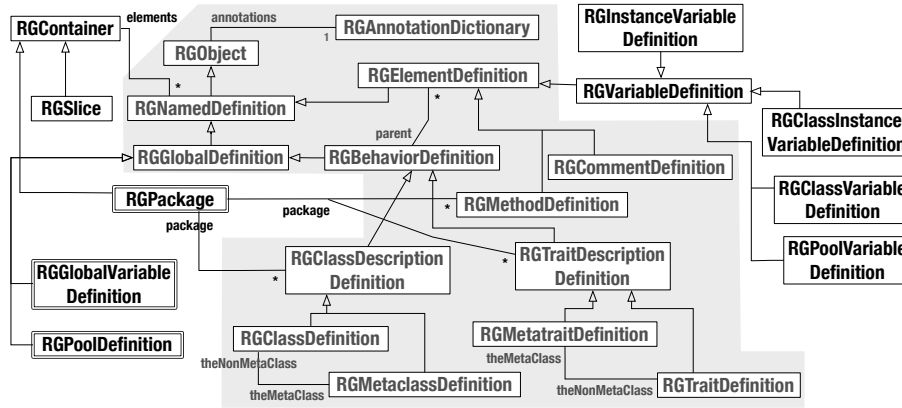 elements
annotations
RGContainer
RGObject
1
RGAnnotationDictionary
RGInstanceVariable
Definition
RGSlice
*
RGNamedDefinition
RGElementDefinition
*
RGVariableDefinition
parent
RGClassInstance
VariableDefinition
RGGlobalDefinition
RGBehaviorDefinition
RGCommentDefinition
RGPackage
package
package
*
RGMethodDefinition
RGClassVariable
Definition
RGClassDescription
Definition
*
RGTraitDescription
Definition
*
RGPoolVariable
Definition
RGGlobalVariable
Definition
RGPoolDefinition
RGClassDefinition
theNonMetaClass
theMetaClass
RGMetaclassDefinition
RGMetatraitDefinition
theMetaClass
theNonMetaClass
RGTraitDefinition